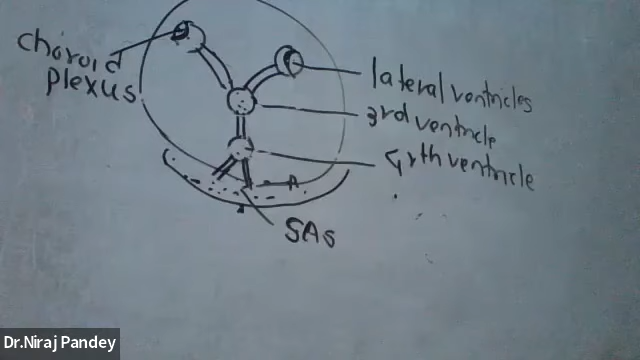 choroid
plexus
lateral ventricles
3rd ventricle
4rth ventricle
A
SAS
Dr.Niraj Pandey